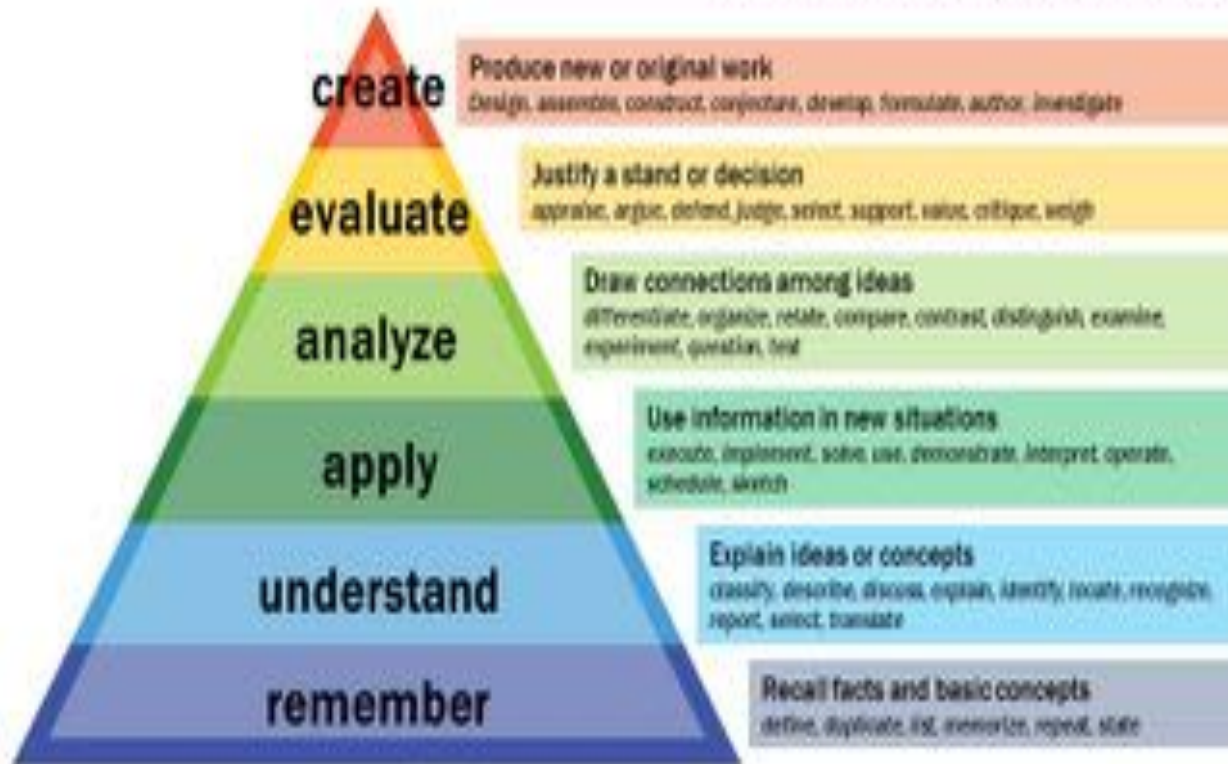 create
Produce new or original work
Design, assemble, construct, conjecture, develop, formulate, author, investigate
evaluate
Justify a stand or decision
appraise, argue, defend, judge, select, support, value, critique, weigh
analyze
Draw connections among ideas
differentiate, organize, relate, compare, contrast, distinguish, examine,
experiment, question, test
apply
Use information in new situations
execute, implement, solve, use, demonstrate, interpret, operate,
schedule, sketch
understand
Explain ideas or concepts
classify, describe, discuss, explain, identify, locate, recognize,
report, select, translate
remember
Recall facts and basic concepts
define, duplicate, list, memorize, repeat, state